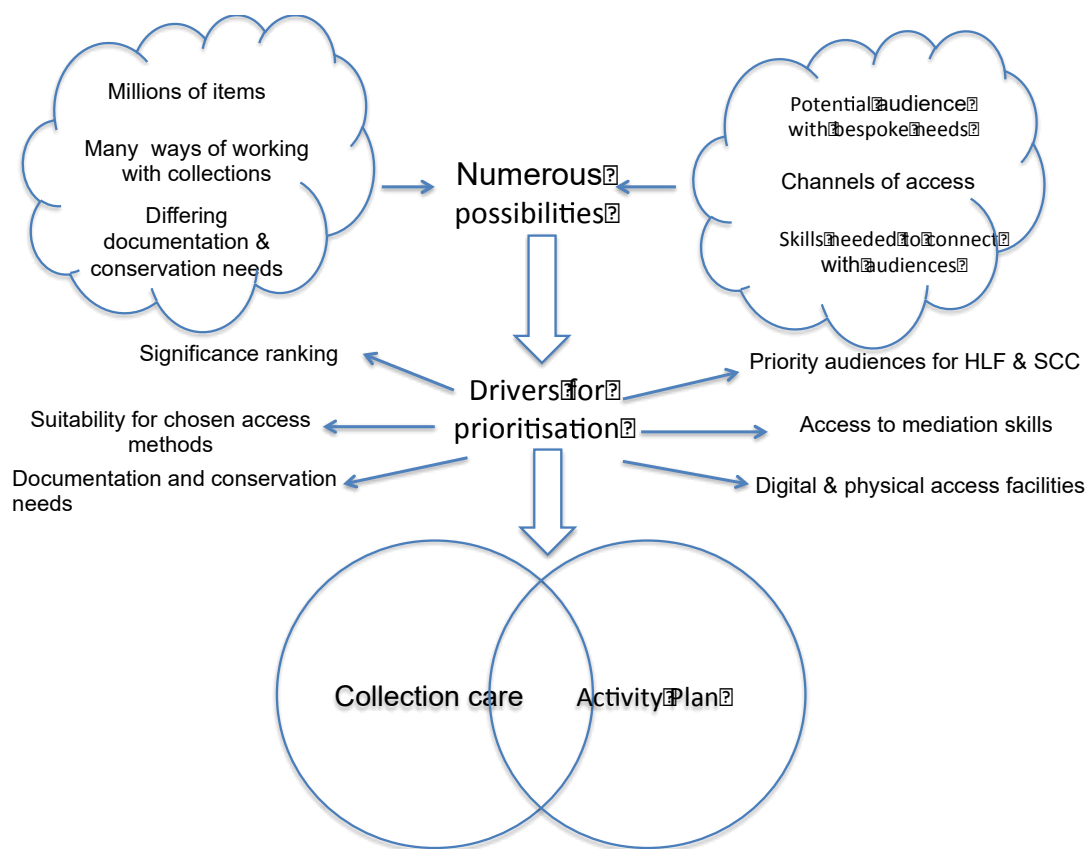 Millions of items
Many ways of working
with collections
Differing
documentation &
conservation needs
Numerous
possibilities
Potential audience
with bespoke needs
Channels of access
Skills needed to connect
with audiences
Significance ranking
Suitability for chosen access
methods
Documentation and conservation
needs
Drivers for
prioritisation
Priority audiences for HLF & SCC
Access to mediation skills
Digital & physical access facilities
Collection care
Activity Plan